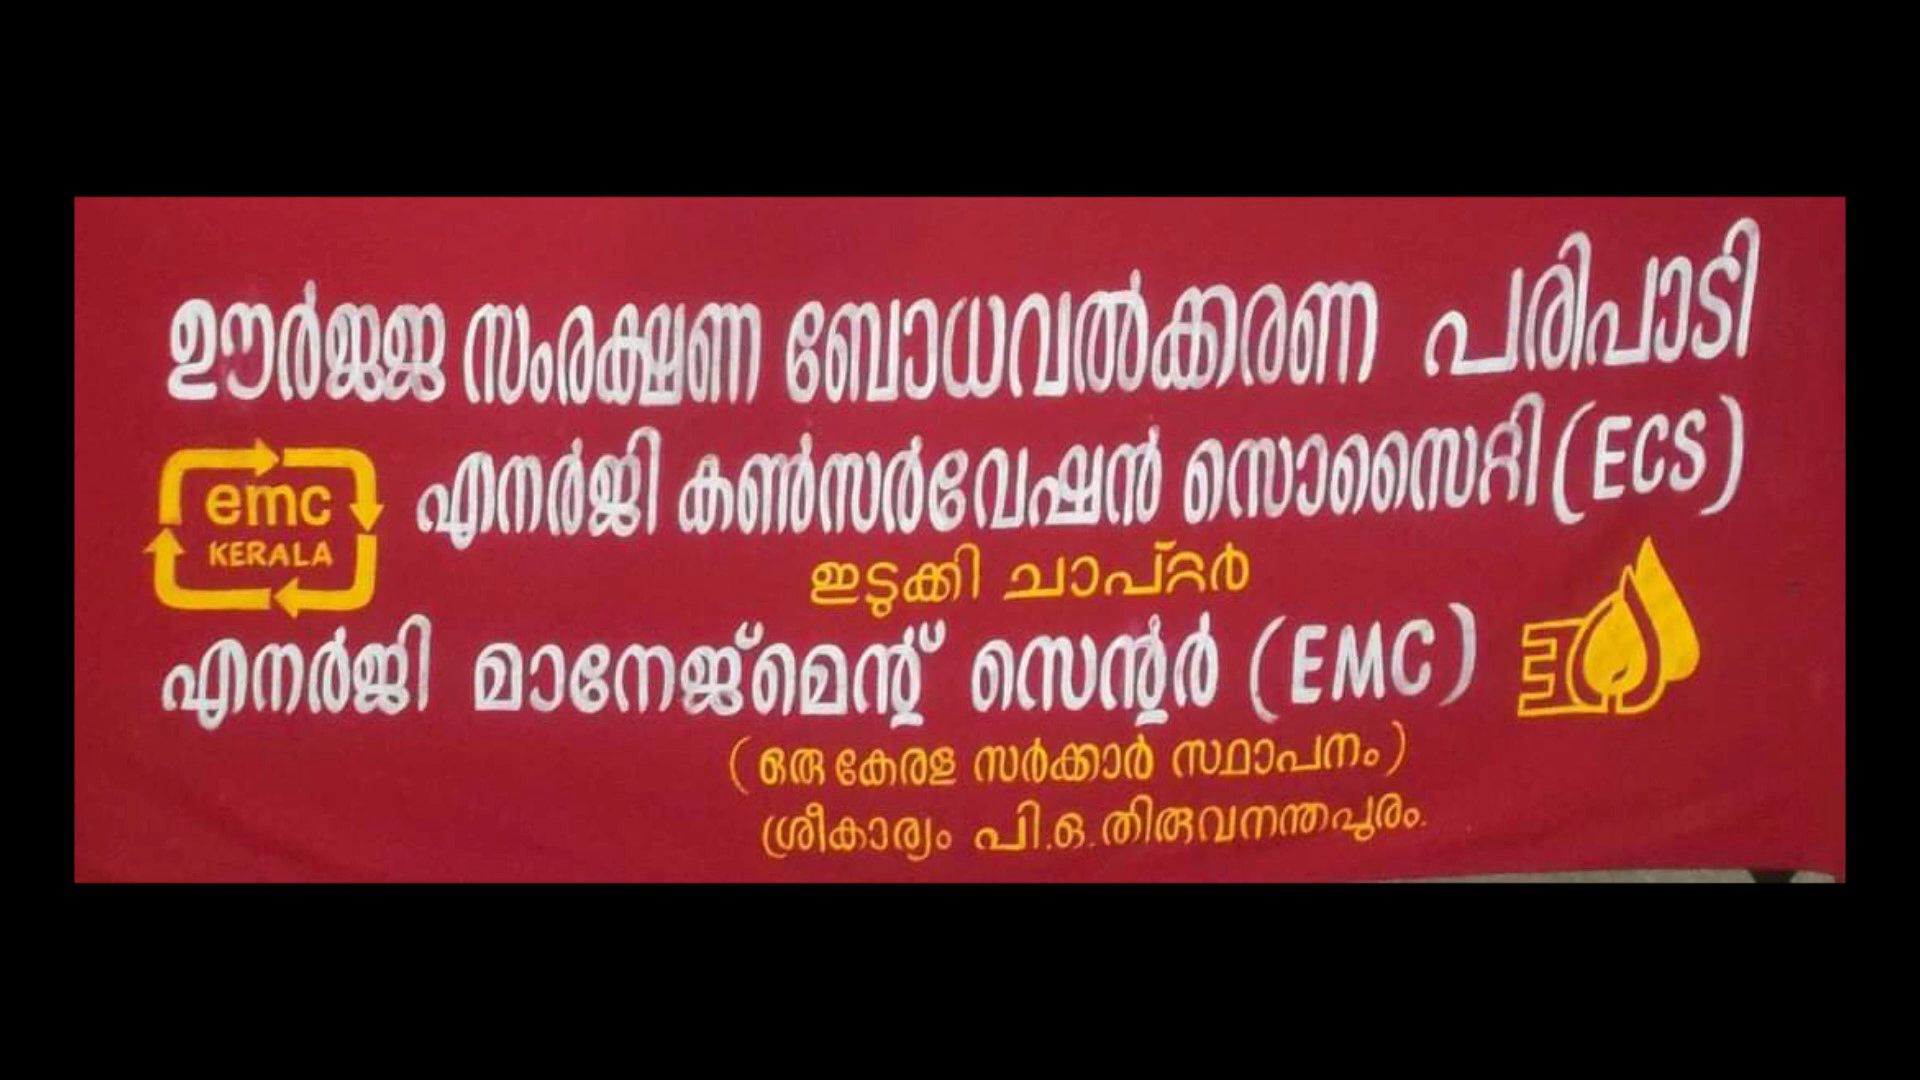 ഊർജ്ജ സംരക്ഷണ ബോധവൽക്കരണ പരിപാടി
emc
KERALA
എനർജി കൺസർവേഷൻ സൊസൈറ്റി (ECS)
ഇടുക്കി ചാപ്റ്റർ
എനർജി മാനേജ്മെന്റ് സെന്റർ (EMC)
(ഒരു കേരള സർക്കാർ സ്ഥാപനം)
ശ്രീകാര്യം പി.ഒ. തിരുവനന്തപുരം.